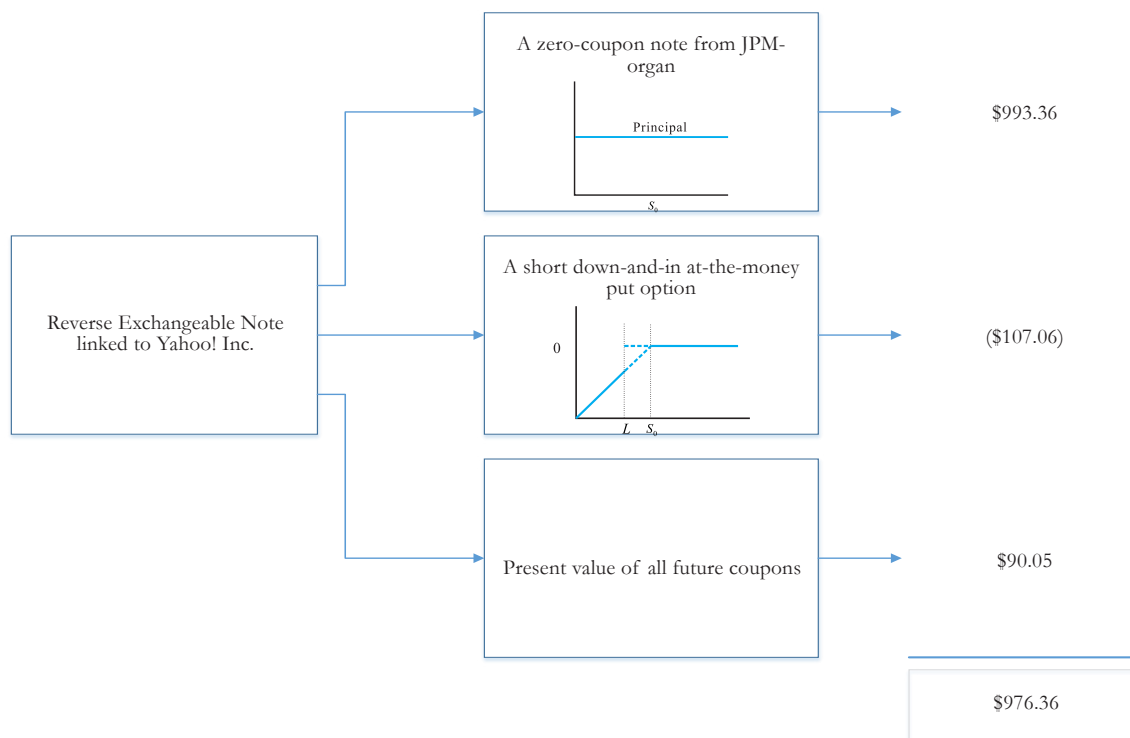 A zero-coupon note from JPM-
organ
Principal
S₀
$993.36
Reverse Exchangeable Note
linked to Yahoo! Inc.
A short down-and-in at-the-money
put option
0
L S₀
($107.06)
Present value of all future coupons
$90.05
$976.36